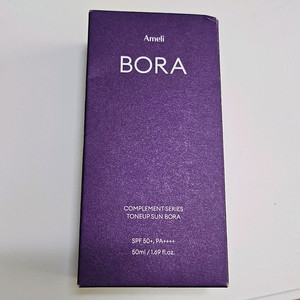 Ameli
BORA
COMPLEMENT SERIES
TONEUP SUN BORA
SPF 50+, PA++++
50ml / 1.69 fl.oz.